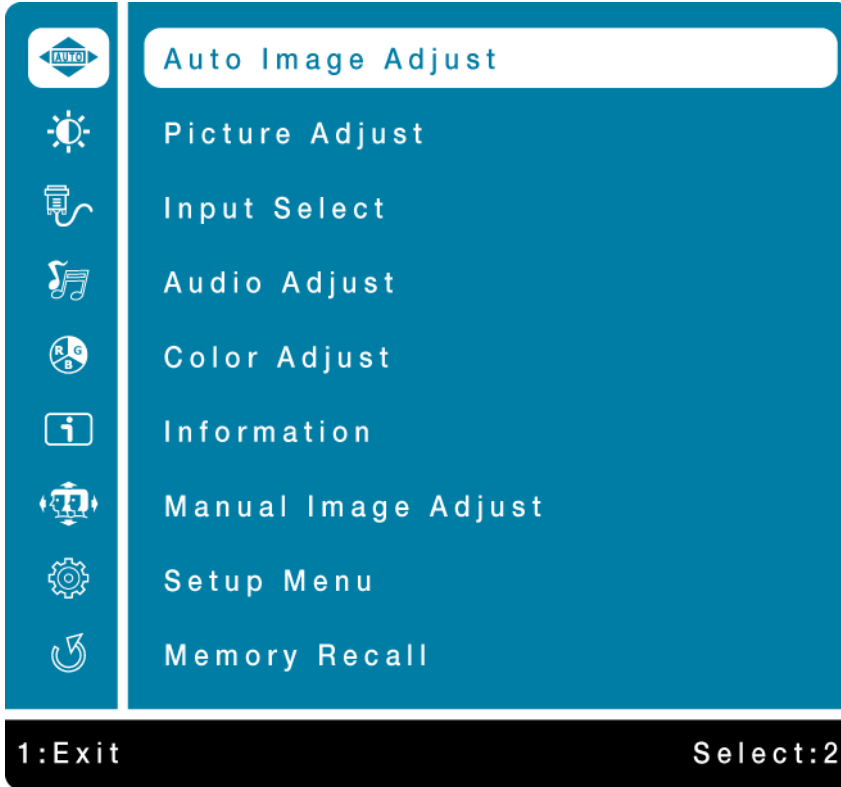 AUTO Auto Image Adjust
Picture Adjust
Input Select
Audio Adjust
R G B Color Adjust
i Information
Manual Image Adjust
Setup Menu
Memory Recall
1:Exit Select:2